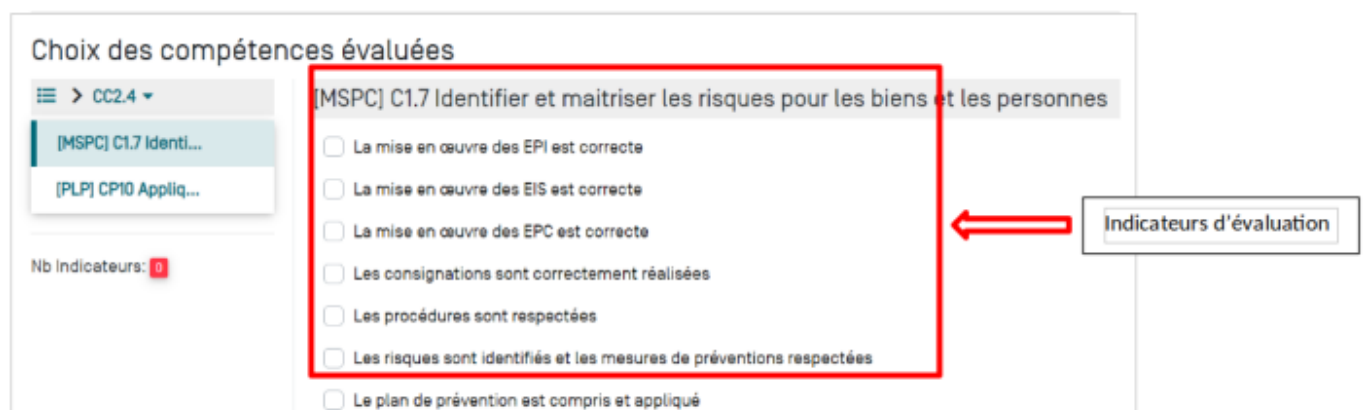 Choix des compétences évaluées
CC2.4
[MSPC] C1.7 Identi...
[PLP] CP10 Appliq...
Nb Indicateurs: 0
[MSPC] C1.7 Identifier et maitriser les risques pour les biens et les personnes
La mise en œuvre des EPI est correcte
La mise en œuvre des EIS est correcte
La mise en œuvre des EPC est correcte
Les consignations sont correctement réalisées
Les procédures sont respectées
Les risques sont identifiés et les mesures de préventions respectées
Le plan de prévention est compris et appliqué
Indicateurs d'évaluation